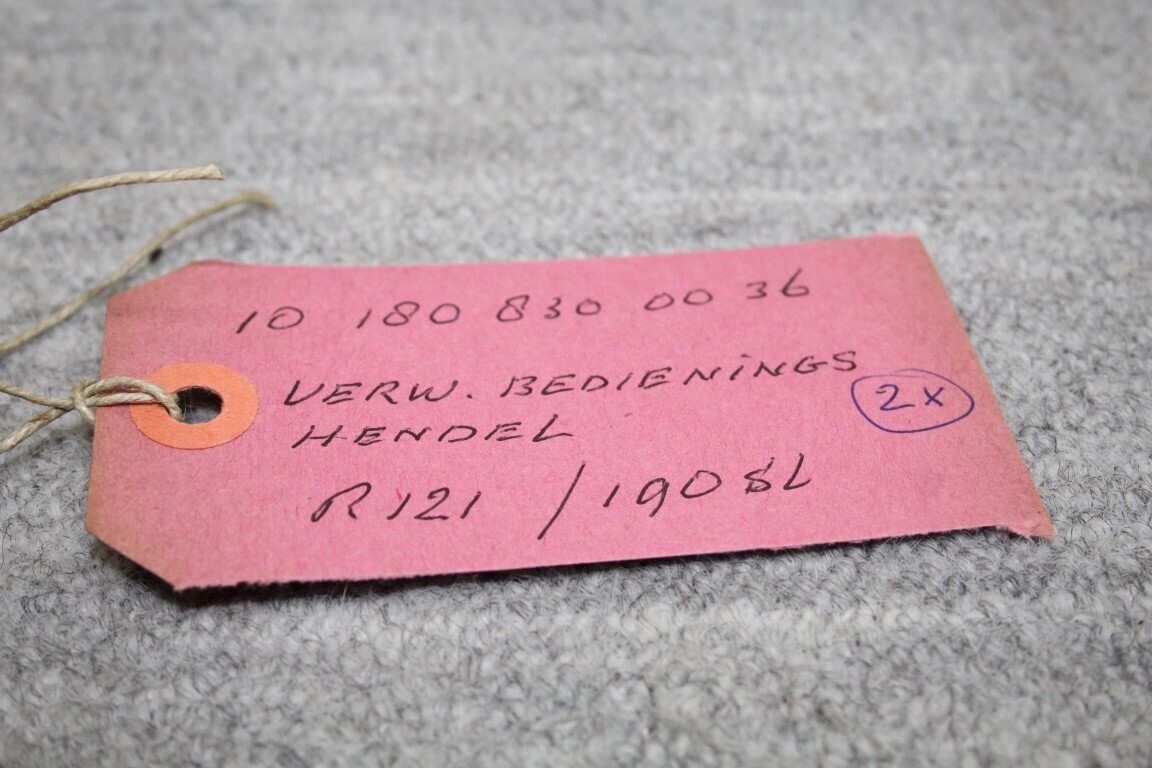 10 180 830 00 36
VERW. BEDIENINGS
HENDEL
2x
R121 / 190 SL